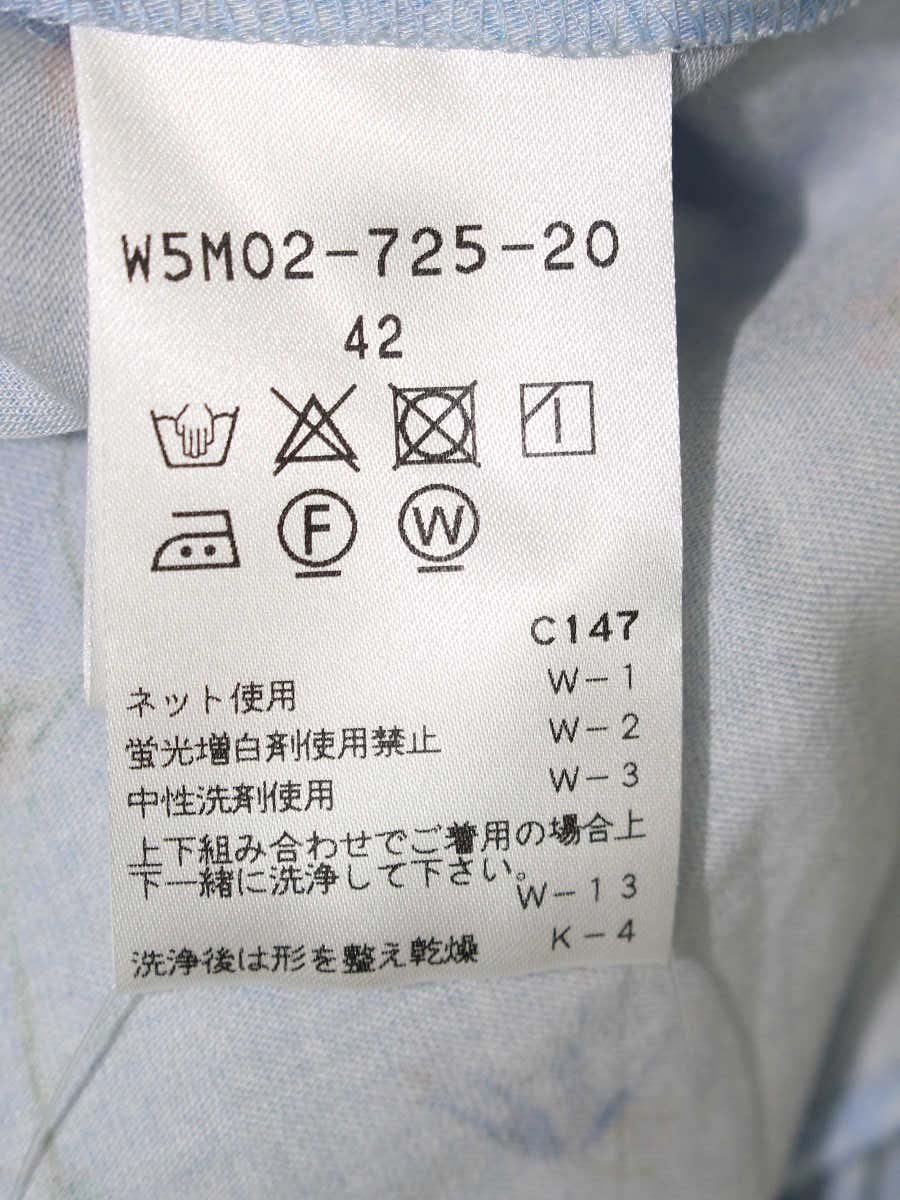 W5M02-725-20
42
F W
C147
ネット使用 W-1
蛍光増白剤使用禁止 W-2
中性洗剤使用 W-3
上下組み合わせでご着用の場合上
下一緒に洗浄して下さい。 W-13
洗浄後は形を整え乾燥 K-4